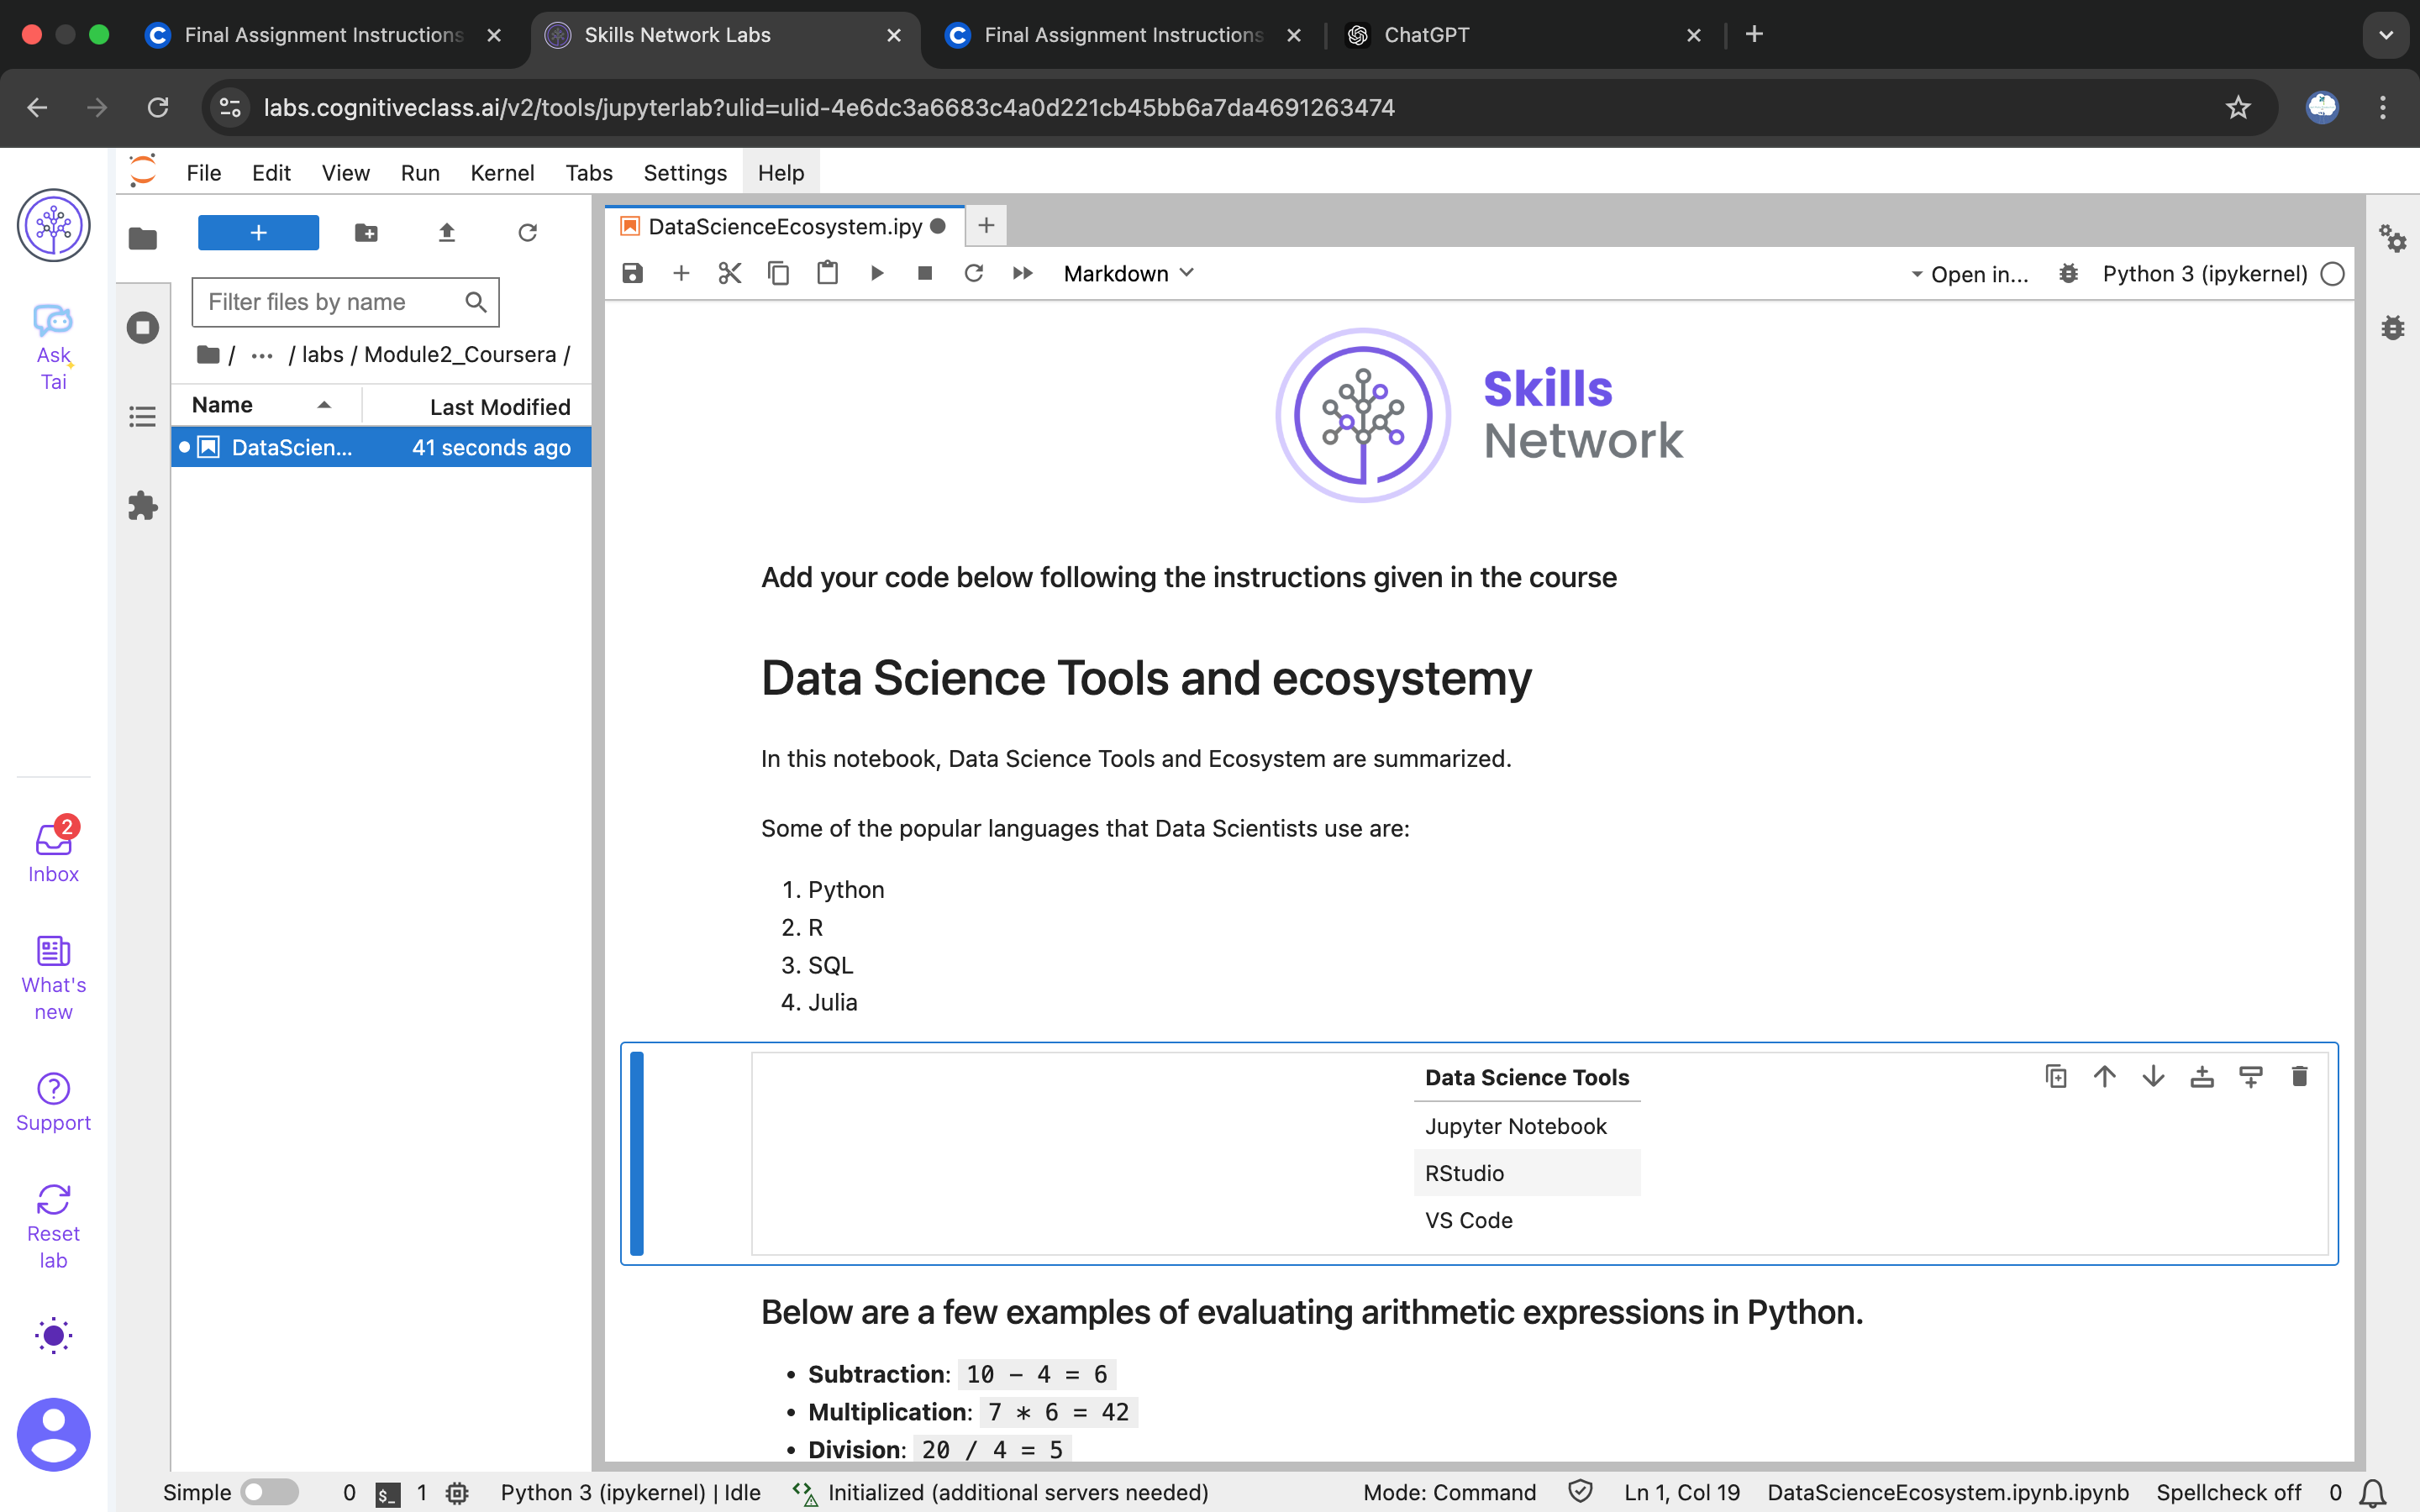 Final Assignment Instructions
Skills Network Labs
Final Assignment Instructions
ChatGPT
labs.cognitiveclass.ai/v2/tools/jupyterlab?ulid=ulid-4e6dc3a6683c4a0d221cb45bb6a7da4691263474
File Edit View Run Kernel Tabs Settings Help
Ask
Tai
Inbox
2
What's
new
Support
Reset
lab
Filter files by name
/ ... / labs / Module2_Coursera /
Name Last Modified
DataScien... 41 seconds ago
DataScienceEcosystem.ipy
Markdown
Open in...
Python 3 (ipykernel)
Skills
Network
Add your code below following the instructions given in the course
Data Science Tools and ecosystemy
In this notebook, Data Science Tools and Ecosystem are summarized.
Some of the popular languages that Data Scientists use are:
1. Python
2. R
3. SQL
4. Julia
Data Science Tools
Jupyter Notebook
RStudio
VS Code
Below are a few examples of evaluating arithmetic expressions in Python.
• Subtraction: 10 - 4 = 6
• Multiplication: 7 * 6 = 42
• Division: 20 / 4 = 5
Simple 0 $_ 1 Python 3 (ipykernel) | Idle Initialized (additional servers needed) Mode: Command Ln 1, Col 19 DataScienceEcosystem.ipynb.ipynb Spellcheck off 0